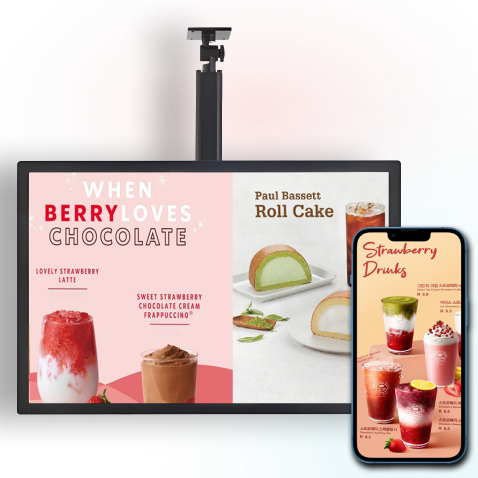 WHEN
BERRY LOVES
CHOCOLATE
LOVELY STRAWBERRY
LATTE
SWEET STRAWBERRY
CHOCOLATE CREAM
FRAPPUCCINO®
Paul Bassett
Roll Cake
Strawberry
Drinks